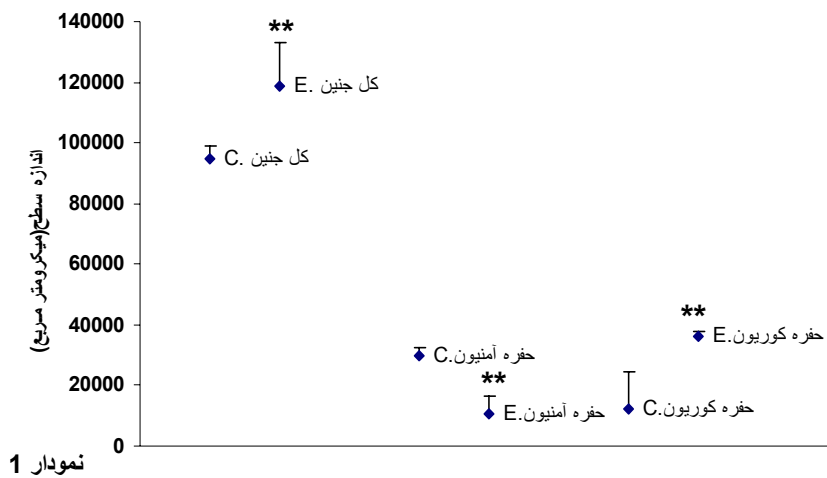 اندازه سطح(میکرومتر مربع)
140000
120000
100000
80000
60000
40000
20000
0
**
E. کل جنین
C. کل جنین
C.حفره آمنیون
**
E.حفره آمنیون
C.حفره کوریون
**
E.حفره کوریون
نمودار 1